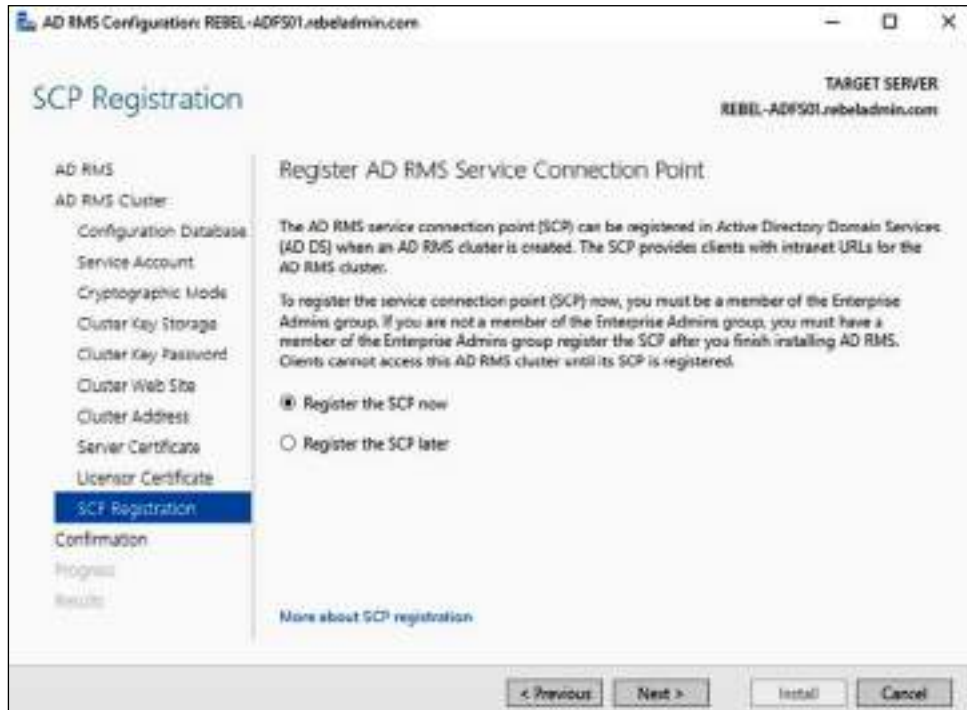 AD RMS Configuration: REBEL-ADFS01.rebeladmin.com
SCP Registration
TARGET SERVER
REBEL-ADFS01.rebeladmin.com
AD RMS
AD RMS Cluster
Configuration Database
Service Account
Cryptographic Mode
Cluster Key Storage
Cluster Key Password
Cluster Web Site
Cluster Address
Server Certificate
Licensor Certificate
SCP Registration
Confirmation
Progress
Results
Register AD RMS Service Connection Point
The AD RMS service connection point (SCP) can be registered in Active Directory Domain Services
(AD DS) when an AD RMS cluster is created. The SCP provides clients with intranet URLs for the
AD RMS cluster.
To register the service connection point (SCP) now, you must be a member of the Enterprise
Admins group. If you are not a member of the Enterprise Admins group, you must have a
member of the Enterprise Admins group register the SCP after you finish installing AD RMS.
Clients cannot access this AD RMS cluster until its SCP is registered.
Register the SCP now
Register the SCP later
More about SCP registration
< Previous
Next >
Install
Cancel